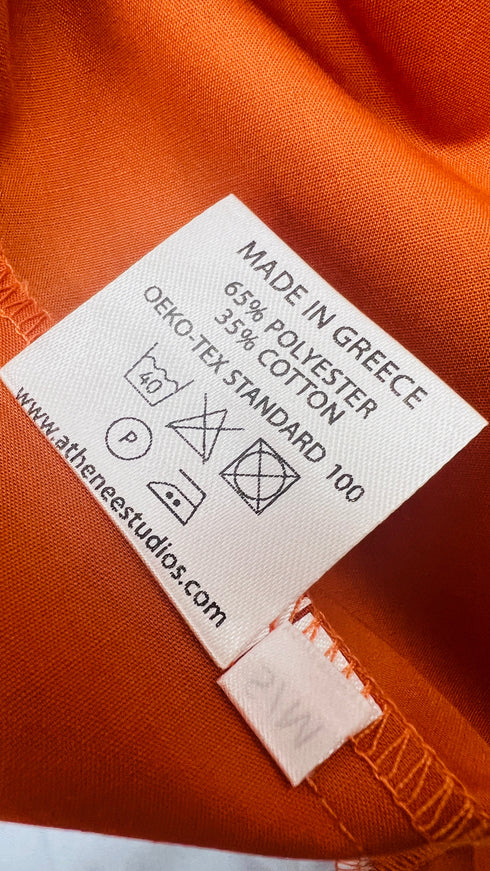 MADE IN GREECE
65% POLYESTER
35% COTTON
OEKO-TEX STANDARD 100
40
P
www.atheneestudios.com